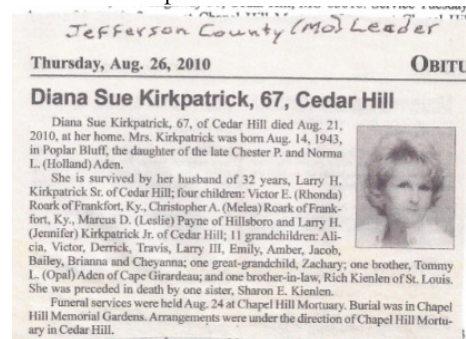 Jefferson County (Mo) Leader
Thursday, Aug. 26, 2010 OBITU
Diana Sue Kirkpatrick, 67, Cedar Hill
Diana Sue Kirkpatrick, 67, of Cedar Hill died Aug. 21,
2010, at her home. Mrs. Kirkpatrick was born Aug. 14, 1943,
in Poplar Bluff, the daughter of the late Chester P. and Norma
L. (Holland) Aden.
She is survived by her husband of 32 years, Larry H.
Kirkpatrick Sr. of Cedar Hill; four children: Victor E. (Rhonda)
Roark of Frankfort, Ky., Christopher A. (Melea) Roark of Frank-
fort, Ky., Marcus D. (Leslie) Payne of Hillsboro and Larry H.
(Jennifer) Kirkpatrick Jr. of Cedar Hill; 11 grandchildren: Ali-
cia, Victor, Derrick, Travis, Larry III, Emily, Amber, Jacob,
Bailey, Brianna and Cheyanna; one great-grandchild, Zachary; one brother, Tommy
L. (Opal) Aden of Cape Girardeau; and one brother-in-law, Rich Kienlen of St. Louis.
She was preceded in death by one sister, Sharon E. Kienlen.
Funeral services were held Aug. 24 at Chapel Hill Mortuary. Burial was in Chapel
Hill Memorial Gardens. Arrangements were under the direction of Chapel Hill Mortu-
ary in Cedar Hill.